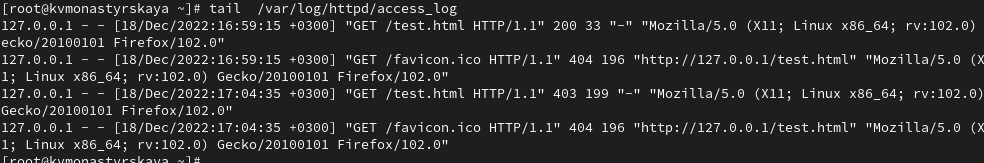 [root@kvmonastyrskaya ~]# tail  /var/log/httpd/access_log
127.0.0.1 - - [18/Dec/2022:16:59:15 +0300] "GET /test.html HTTP/1.1" 200 33 "-" "Mozilla/5.0 (X11; Linux x86_64; rv:102.0)
ecko/20100101 Firefox/102.0"
127.0.0.1 - - [18/Dec/2022:16:59:15 +0300] "GET /favicon.ico HTTP/1.1" 404 196 "http://127.0.0.1/test.html" "Mozilla/5.0 (X
1; Linux x86_64; rv:102.0) Gecko/20100101 Firefox/102.0"
127.0.0.1 - - [18/Dec/2022:17:04:35 +0300] "GET /test.html HTTP/1.1" 403 199 "-" "Mozilla/5.0 (X11; Linux x86_64; rv:102.0)
Gecko/20100101 Firefox/102.0"
127.0.0.1 - - [18/Dec/2022:17:04:35 +0300] "GET /favicon.ico HTTP/1.1" 404 196 "http://127.0.0.1/test.html" "Mozilla/5.0 (X
1; Linux x86_64; rv:102.0) Gecko/20100101 Firefox/102.0"
[root@kvmonastyrskaya ~]#